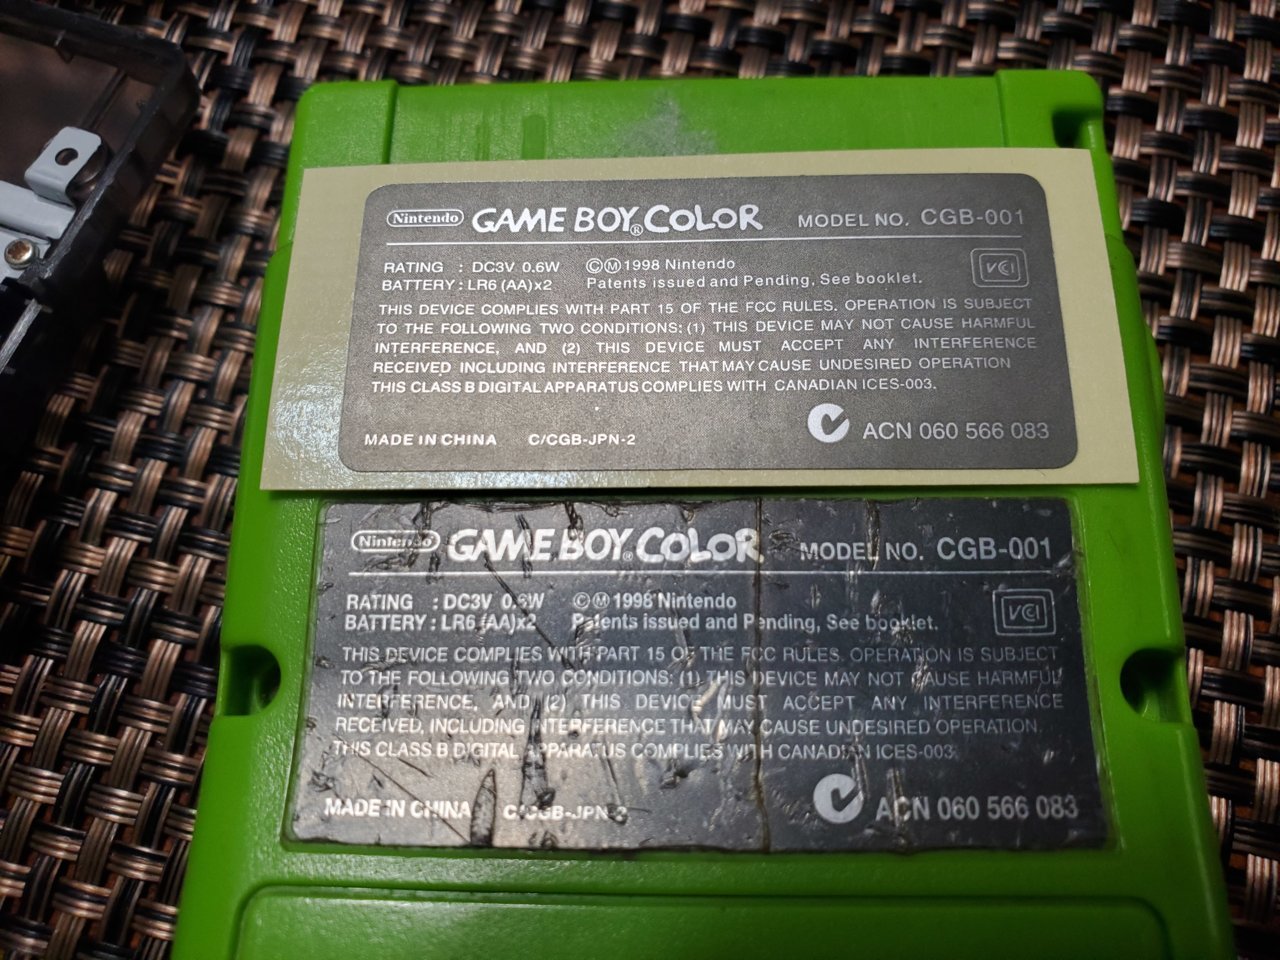 Nintendo GAME BOY® COLOR MODEL NO. CGB-001
RATING : DC3V 0.6W ©Ⓜ1998 Nintendo
BATTERY : LR6 (AA)x2 Patents issued and Pending, See booklet.
VCI
THIS DEVICE COMPLIES WITH PART 15 OF THE FCC RULES. OPERATION IS SUBJECT
TO THE FOLLOWING TWO CONDITIONS: (1) THIS DEVICE MAY NOT CAUSE HARMFUL
INTERFERENCE, AND (2) THIS DEVICE MUST ACCEPT ANY INTERFERENCE
RECEIVED INCLUDING INTERFERENCE THAT MAY CAUSE UNDESIRED OPERATION
THIS CLASS B DIGITAL APPARATUS COMPLIES WITH CANADIAN ICES-003.
MADE IN CHINA C/CGB-JPN-2 ACN 060 566 083
Nintendo GAME BOY® COLOR MODEL NO. CGB-001
RATING : DC3V 0.6W ©Ⓜ1998 Nintendo
BATTERY : LR6 (AA)x2 Patents issued and Pending, See booklet.
VCI
THIS DEVICE COMPLIES WITH PART 15 OF THE FCC RULES. OPERATION IS SUBJECT
TO THE FOLLOWING TWO CONDITIONS: (1) THIS DEVICE MAY NOT CAUSE HARMFUL
INTERFERENCE, AND (2) THIS DEVICE MUST ACCEPT ANY INTERFERENCE
RECEIVED, INCLUDING INTERFERENCE THAT MAY CAUSE UNDESIRED OPERATION.
THIS CLASS B DIGITAL APPARATUS COMPLIES WITH CANADIAN ICES-003.
MADE IN CHINA C/CGB-JPN-2 ACN 060 566 083